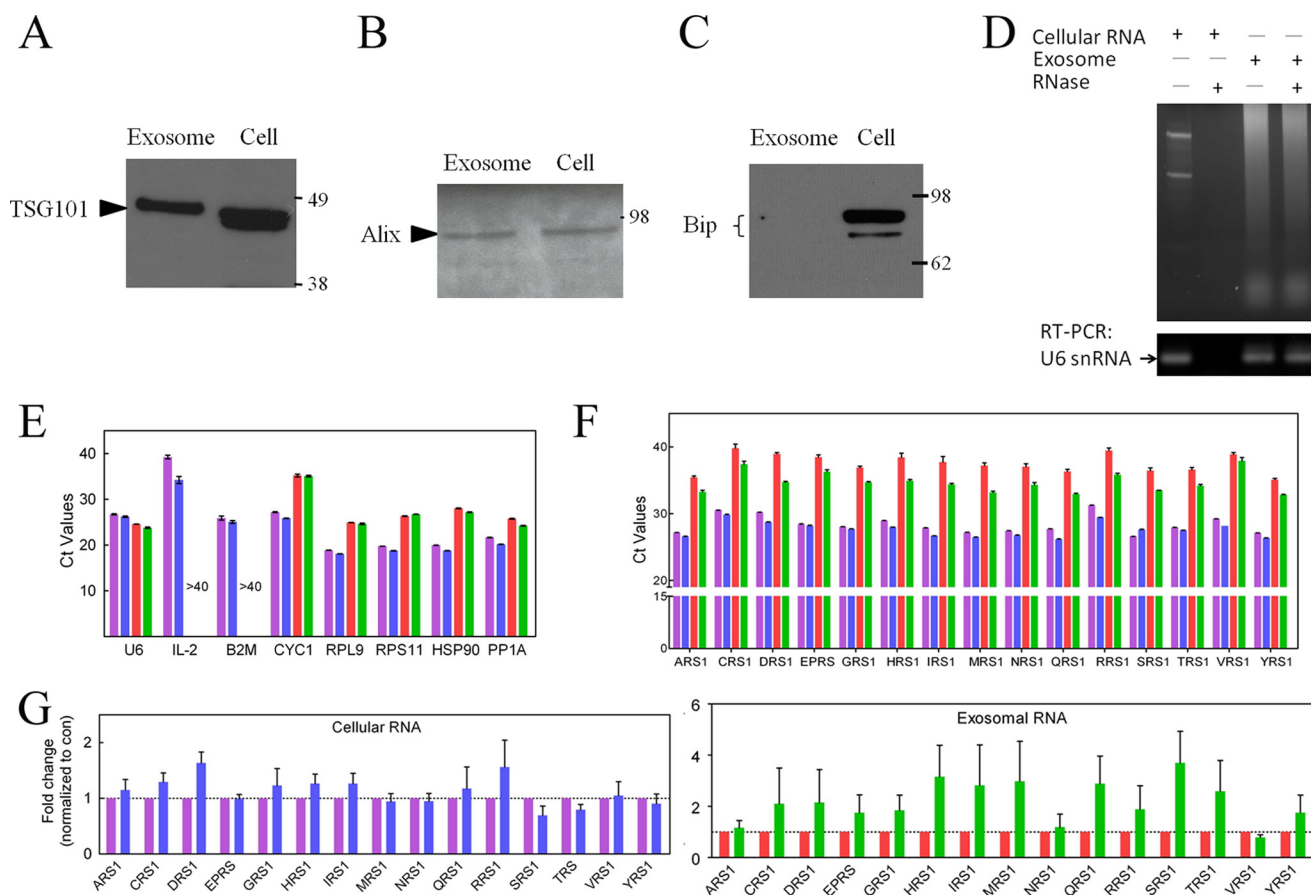 A
Exosome Cell
TSG101
49
38
B
Exosome Cell
Alix
98
C
Exosome Cell
Bip
98
62
D
Cellular RNA + + — —
Exosome — — + +
RNase — + — +
RT-PCR:
U6 snRNA
E
Ct Values
40
30
20
10
>40
>40
U6 IL-2 B2M CYC1 RPL9 RPS11 HSP90 PP1A
F
Ct Values
40
30
20
15
0
ARS1 CRS1 DRS1 EPRS GRS1 HRS1 IRS1 MRS1 NRS1 QRS1 RRS1 SRS1 TRS1 VRS1 YRS1
G
Fold change
(normalized to con)
Cellular RNA
2
1
0
ARS1 CRS1 DRS1 EPRS GRS1 HRS1 IRS1 MRS1 NRS1 QRS1 RRS1 SRS1 TRS VRS1 YRS1
Exosomal RNA
6
4
2
0
ARS1 CRS1 DRS1 EPRS GRS1 HRS1 IRS1 MRS1 NRS1 QRS1 RRS1 SRS1 TRS1 VRS1 YRS1